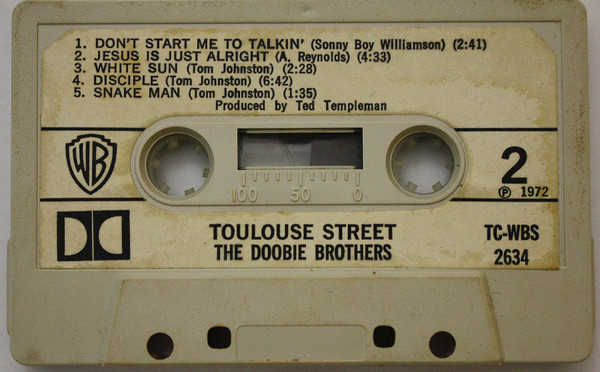 1. DON'T START ME TO TALKIN' (Sonny Boy Williamson) (2:41)
2. JESUS IS JUST ALRIGHT (A. Reynolds) (4:33)
3. WHITE SUN (Tom Johnston) (2:28)
4. DISCIPLE (Tom Johnston) (6:42)
5. SNAKE MAN (Tom Johnston) (1:35)
Produced by Ted Templeman
WB
100 50 0
2
Ⓟ 1972
TOULOUSE STREET
THE DOOBIE BROTHERS
TC-WBS
2634